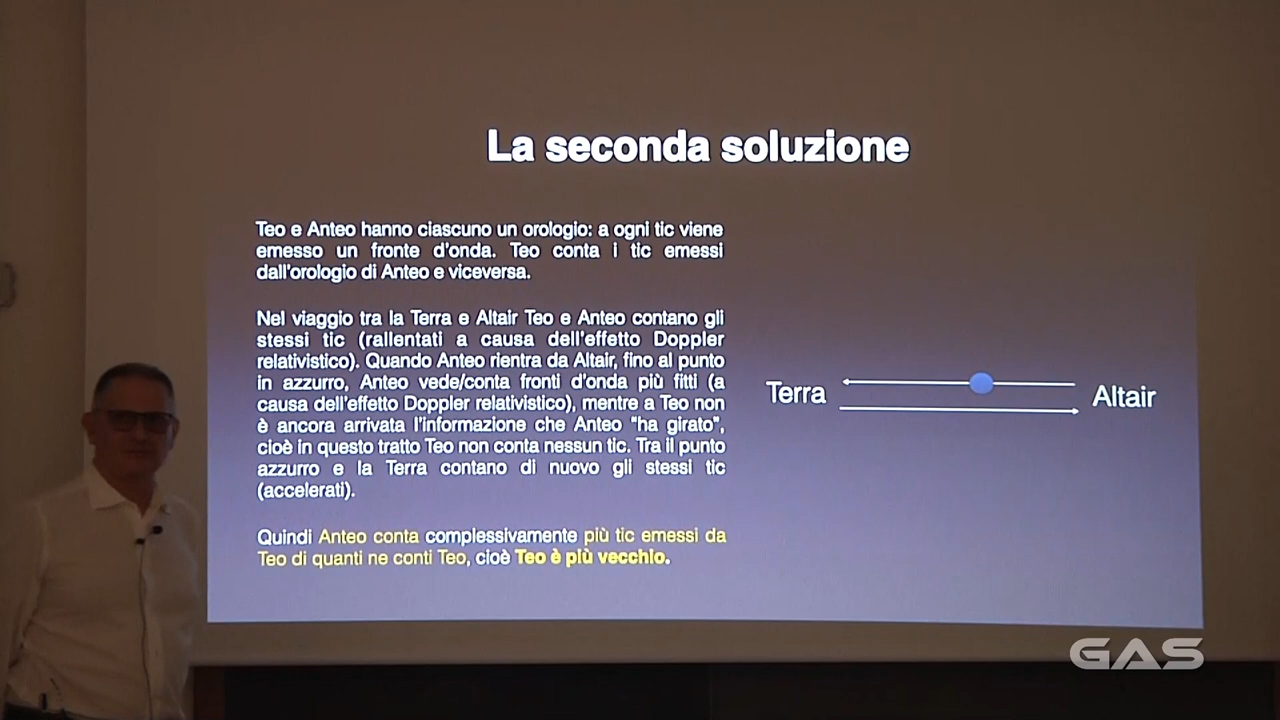 La seconda soluzione
Teo e Anteo hanno ciascuno un orologio: a ogni tic viene
emesso un fronte d'onda. Teo conta i tic emessi
dall'orologio di Anteo e viceversa.
Nel viaggio tra la Terra e Altair Teo e Anteo contano gli
stessi tic (rallentati a causa dell'effetto Doppler
relativistico). Quando Anteo rientra da Altair, fino al punto
in azzurro, Anteo vede/conta fronti d'onda più fitti (a
causa dell'effetto Doppler relativistico), mentre a Teo non
è ancora arrivata l'informazione che Anteo "ha girato",
cioè in questo tratto Teo non conta nessun tic. Tra il punto
azzurro e la Terra contano di nuovo gli stessi tic
(accelerati).
Quindi Anteo conta complessivamente più tic emessi da
Teo di quanti ne conti Teo, cioè Teo è più vecchio.
Terra
Altair
GAS